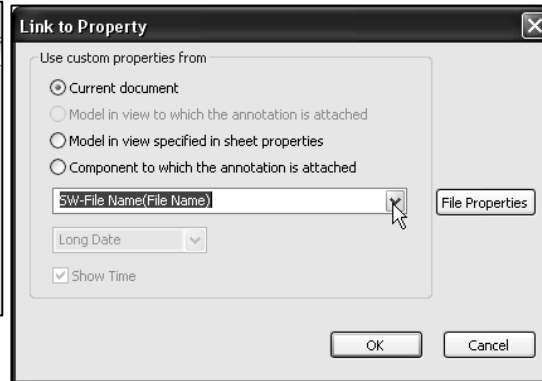 Link to Property
Use custom properties from
Current document
Model in view to which the annotation is attached
Model in view specified in sheet properties
Component to which the annotation is attached
SW-File Name(File Name)
File Properties
Long Date
Show Time
OK
Cancel